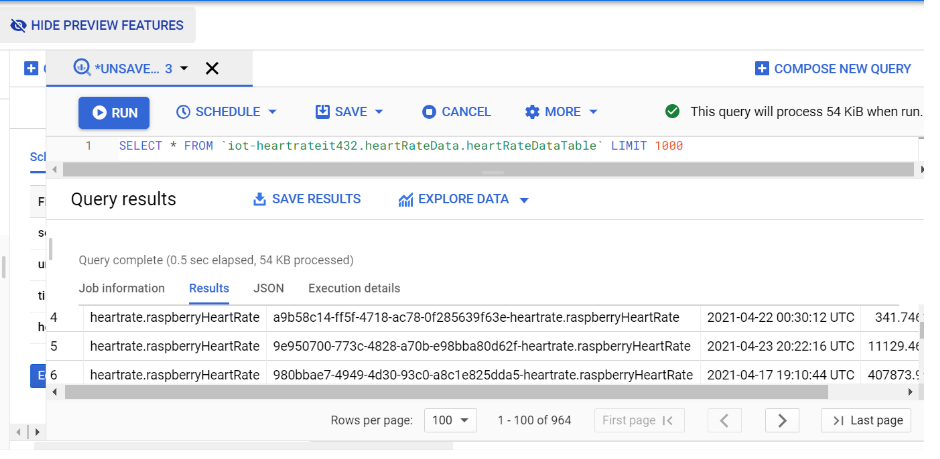 HIDE PREVIEW FEATURES
*UNSAVE... 3
COMPOSE NEW QUERY
RUN SCHEDULE SAVE CANCEL MORE This query will process 54 KiB when run.
1 SELECT * FROM `iot-heartrateit432.heartRateData.heartRateDataTable` LIMIT 1000
Query results SAVE RESULTS EXPLORE DATA
Query complete (0.5 sec elapsed, 54 KB processed)
Job information Results JSON Execution details
4 heartrate.raspberryHeartRate a9b58c14-ff5f-4718-ac78-0f285639f63e-heartrate.raspberryHeartRate 2021-04-22 00:30:12 UTC 341.746
5 heartrate.raspberryHeartRate 9e950700-773c-4828-a70b-e98bba80d62f-heartrate.raspberryHeartRate 2021-04-23 20:22:16 UTC 11129.46
6 heartrate.raspberryHeartRate 980bbae7-4949-4d30-93c0-a8c1e825dda5-heartrate.raspberryHeartRate 2021-04-17 19:10:44 UTC 407873.9
Rows per page: 100 1 - 100 of 964 First page Last page